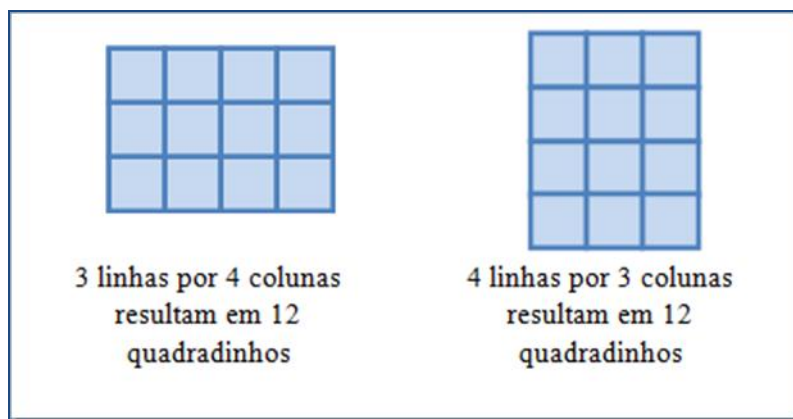 3 linhas por 4 colunas
resultam em 12
quadradinhos
4 linhas por 3 colunas
resultam em 12
quadradinhos